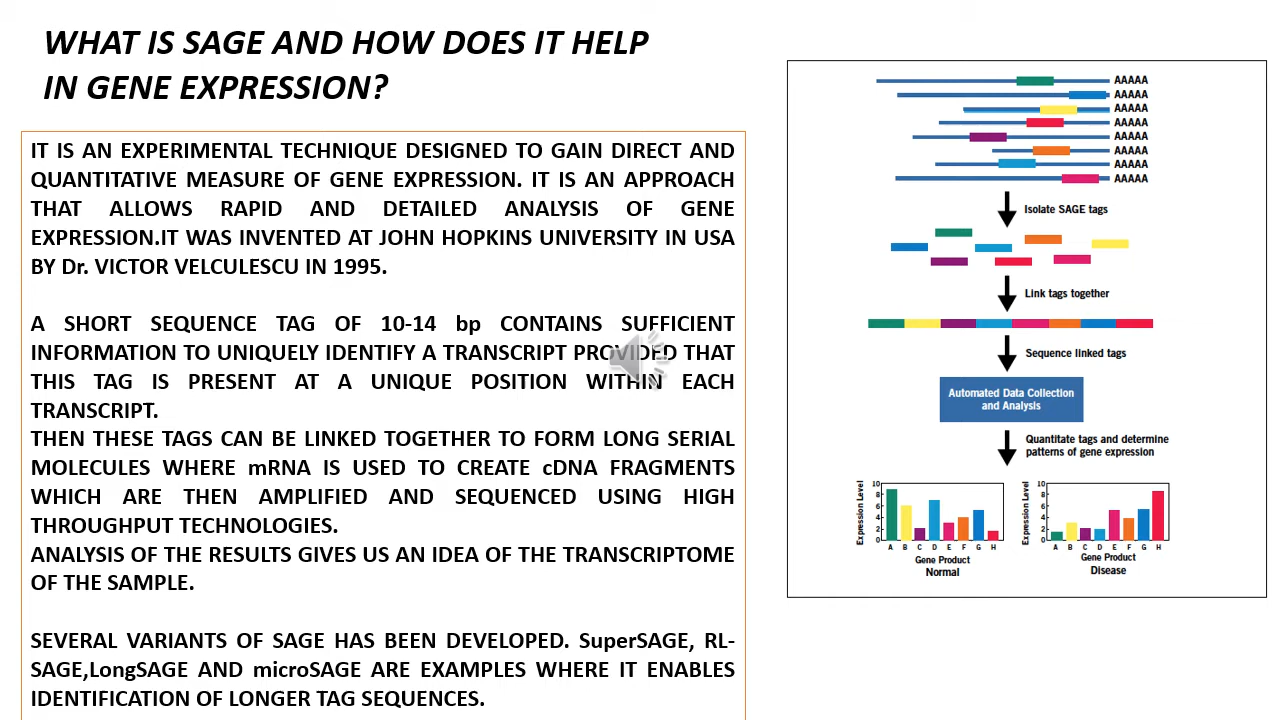 WHAT IS SAGE AND HOW DOES IT HELP
IN GENE EXPRESSION?
IT IS AN EXPERIMENTAL TECHNIQUE DESIGNED TO GAIN DIRECT AND
QUANTITATIVE MEASURE OF GENE EXPRESSION. IT IS AN APPROACH
THAT ALLOWS RAPID AND DETAILED ANALYSIS OF GENE
EXPRESSION.IT WAS INVENTED AT JOHN HOPKINS UNIVERSITY IN USA
BY Dr. VICTOR VELCULESCU IN 1995.
A SHORT SEQUENCE TAG OF 10-14 bp CONTAINS SUFFICIENT
INFORMATION TO UNIQUELY IDENTIFY A TRANSCRIPT PROVIDED THAT
THIS TAG IS PRESENT AT A UNIQUE POSITION WITHIN EACH
TRANSCRIPT.
THEN THESE TAGS CAN BE LINKED TOGETHER TO FORM LONG SERIAL
MOLECULES WHERE mRNA IS USED TO CREATE cDNA FRAGMENTS
WHICH ARE THEN AMPLIFIED AND SEQUENCED USING HIGH
THROUGHPUT TECHNOLOGIES.
ANALYSIS OF THE RESULTS GIVES US AN IDEA OF THE TRANSCRIPTOME
OF THE SAMPLE.
SEVERAL VARIANTS OF SAGE HAS BEEN DEVELOPED. SuperSAGE, RL-
SAGE,LongSAGE AND microSAGE ARE EXAMPLES WHERE IT ENABLES
IDENTIFICATION OF LONGER TAG SEQUENCES.
AAAAA
AAAAA
AAAAA
AAAAA
AAAAA
AAAAA
AAAAA
AAAAA
Isolate SAGE tags
Link tags together
Sequence linked tags
Automated Data Collection
and Analysis
Quantitate tags and determine
patterns of gene expression
Expression Level
10
8
6
4
2
0
A B C D E F G H
Gene Product
Normal
Expression Level
10
8
6
4
2
0
A B C D E F G H
Gene Product
Disease